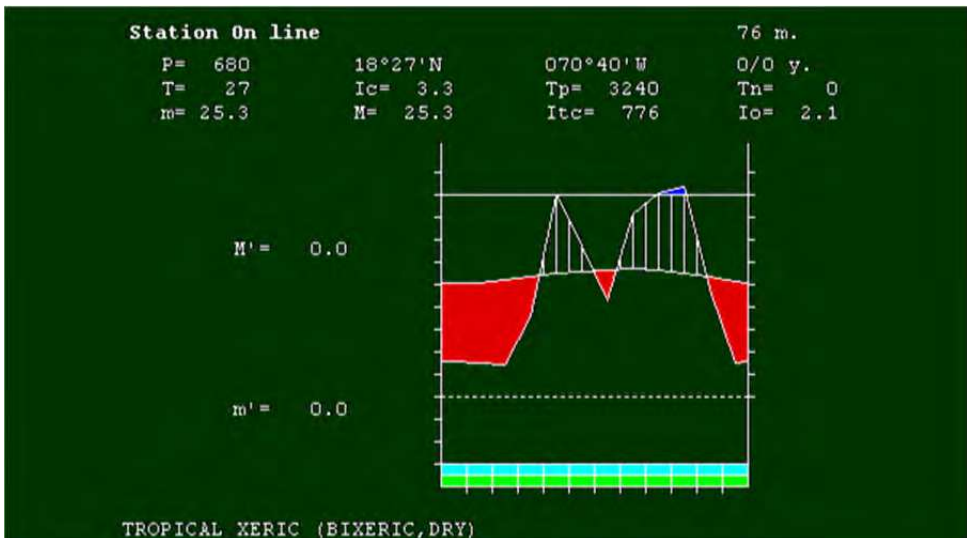 Station On line 76 m.
P= 680 18°27'N 070°40'W 0/0 y.
T= 27 Ic= 3.3 Tp= 3240 Tn= 0
m= 25.3 M= 25.3 Itc= 776 Io= 2.1
M'= 0.0
m'= 0.0
TROPICAL XERIC (BIXERIC,DRY)